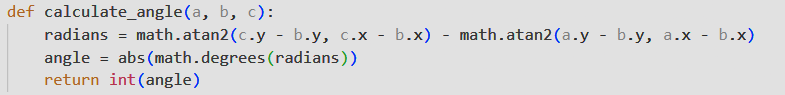 def calculate_angle(a, b, c):
    radians = math.atan2(c.y - b.y, c.x - b.x) - math.atan2(a.y - b.y, a.x - b.x)
    angle = abs(math.degrees(radians))
    return int(angle)